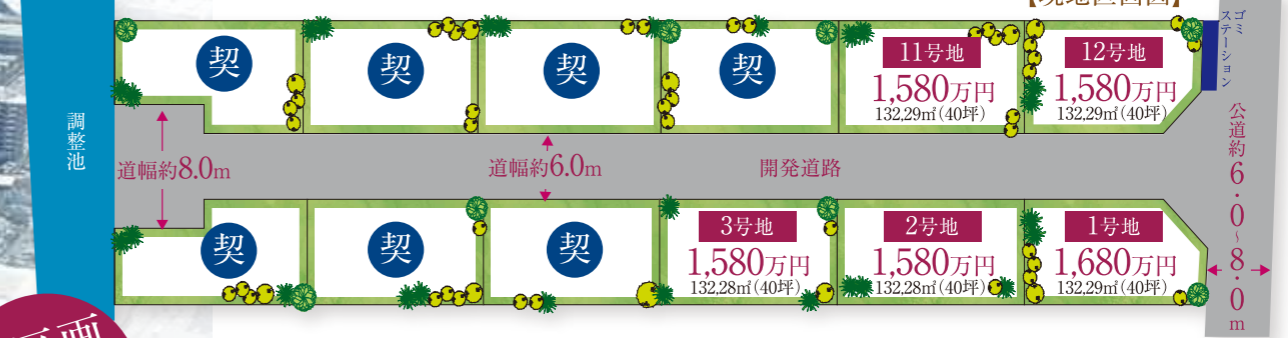 【現地区画図】
ゴミ
ステーション
契
契
契
契
11号地
1,580万円
132,29㎡(40坪)
12号地
1,580万円
132,29㎡(40坪)
調整池
道幅約8.0m
道幅約6.0m
開発道路
公道約6.0~8.0m
契
契
契
3号地
1,580万円
132,28㎡(40坪)
2号地
1,580万円
132,28㎡(40坪)
1号地
1,680万円
132,29㎡(40坪)
画